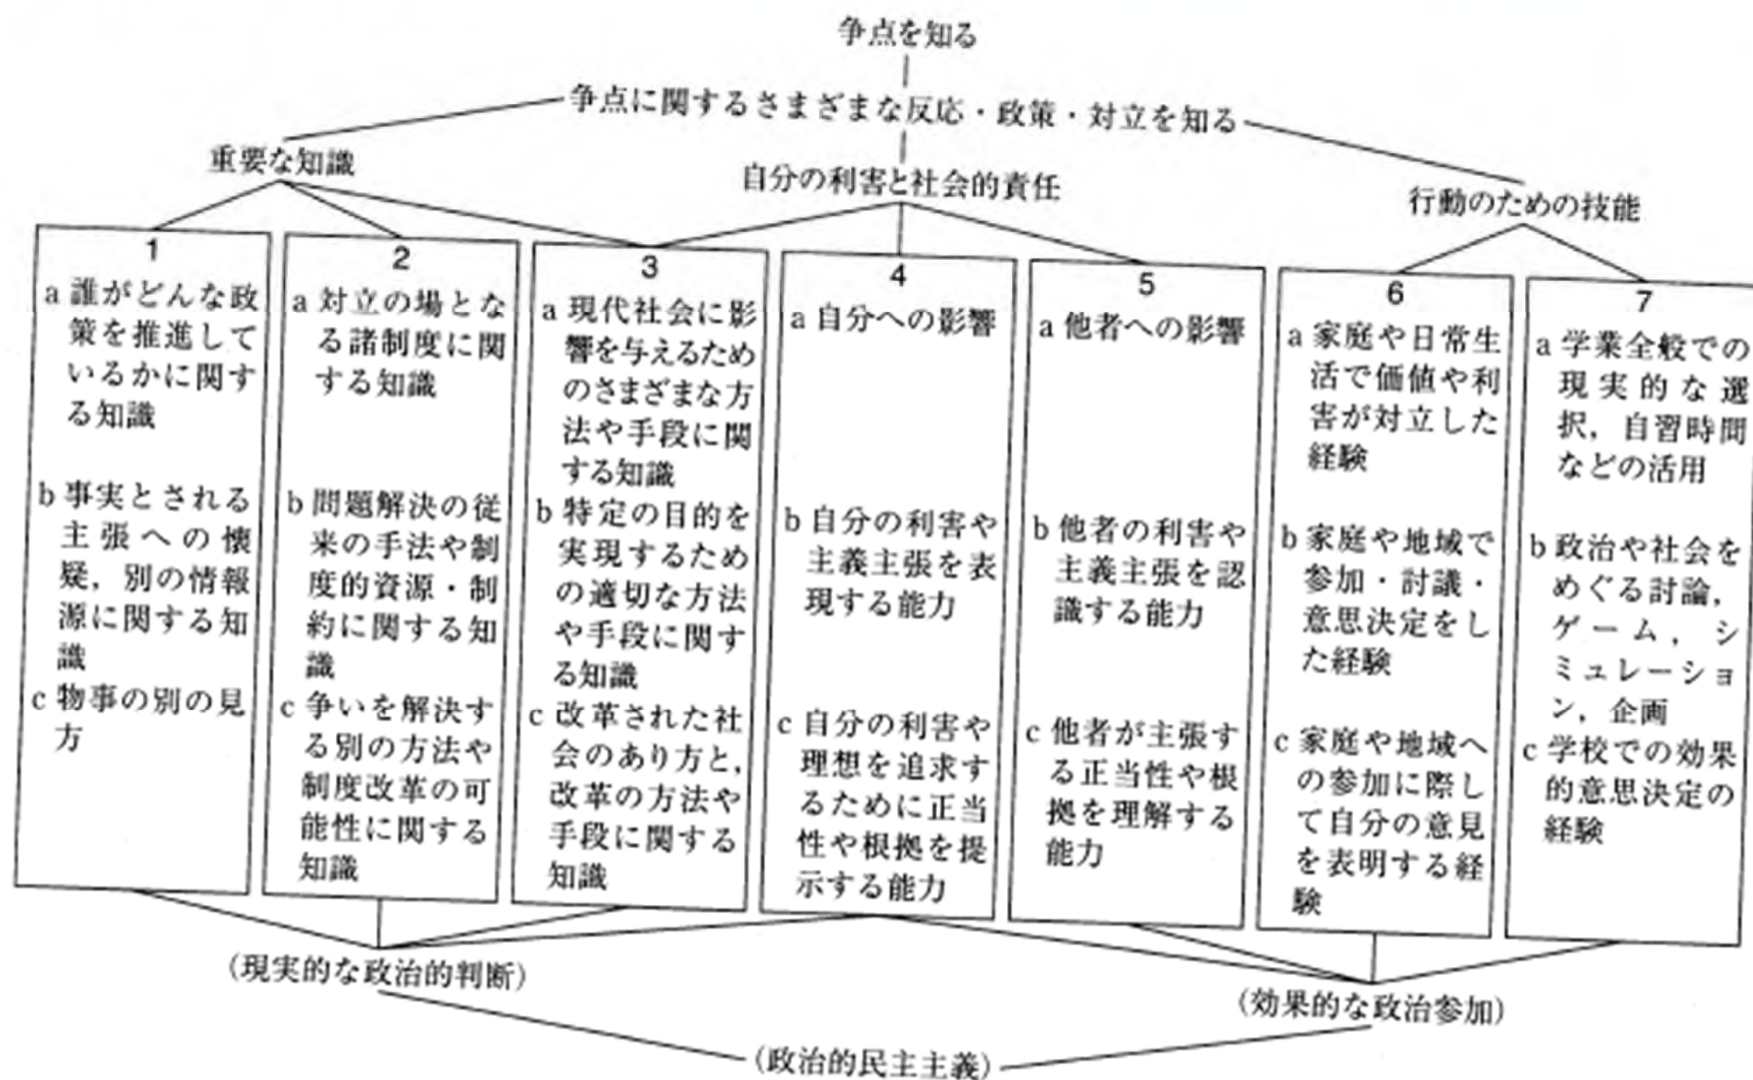 争点を知る
争点に関するさまざまな反応・政策・対立を知る
重要な知識
自分の利害と社会的責任
行動のための技能
1
a 誰がどんな政
策を推進して
いるかに関す
る知識
b 事実とされる
主張への懐
疑，別の情報
源に関する知
識
c 物事の別の見
方
2
a 対立の場とな
る諸制度に関
する知識
b 問題解決の従
来の手法や制
度的資源・制
約に関する知
識
c 争いを解決す
る別の方法や
制度改革の可
能性に関する
知識
3
a 現代社会に影
響を与えるため
のさまざまな方
法や手段に関
する知識
b 特定の目的を
実現するため
の適切な方法
や手段に関す
る知識
c 改革された社
会のあり方と，
改革の方法や
手段に関する
知識
4
a 自分への影響
b 自分の利害や
主義主張を表
現する能力
c 自分の利害や
理想を追求す
るために正当
性や根拠を提
示する能力
5
a 他者への影響
b 他者の利害や
主義主張を認
識する能力
c 他者が主張す
る正当性や根
拠を理解する
能力
6
a 家庭や日常生
活で価値や利
害が対立した
経験
b 家庭や地域で
参加・討議・
意思決定をし
た経験
c 家庭や地域へ
の参加に際し
て自分の意見
を表明する経
験
7
a 学業全般での
現実的な選
択，自習時間
などの活用
b 政治や社会を
めぐる討論，
ゲーム，シ
ミュレーショ
ン，企画
c 学校での効果
的意思決定の
経験
（現実的な政治的判断）
（効果的な政治参加）
（政治的民主主義）